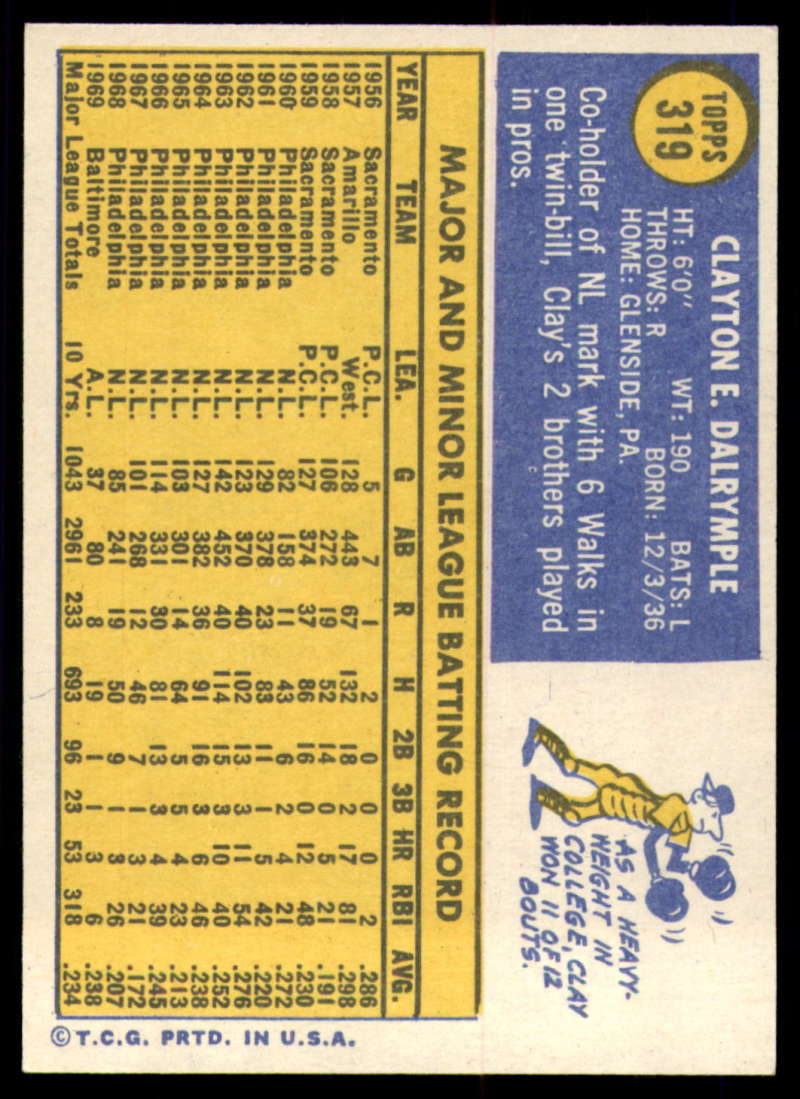 TOPPS
319
CLAYTON E. DALRYMPLE
HT: 6'0" WT: 190 BATS: L
THROWS: R BORN: 12/3/36
HOME: GLENSIDE, PA.
Co-holder of NL mark with 6 Walks in
one twin-bill, Clay's 2 brothers played
in pros.
AS A HEAVY-
WEIGHT IN
COLLEGE, CLAY
WON 11 OF 12
BOUTS.
MAJOR AND MINOR LEAGUE BATTING RECORD
YEAR TEAM LEA. G AB R H 2B 3B HR RBI AVG.
1956 Sacramento P.C.L. 5 7 1 2 0 0 0 2 .286
1957 Amarillo West. 128 443 67 132 18 2 17 81 .298
1958 Sacramento P.C.L. 106 272 19 52 14 0 5 21 .191
1959 Sacramento P.C.L. 127 374 37 86 16 0 12 48 .230
1960 Philadelphia N.L. 82 158 11 43 6 2 4 21 .272
1961 Philadelphia N.L. 129 378 23 83 11 1 5 42 .220
1962 Philadelphia N.L. 123 370 40 102 13 3 11 54 .276
1963 Philadelphia N.L. 142 452 40 114 15 3 10 40 .252
1964 Philadelphia N.L. 127 382 36 91 16 3 6 46 .238
1965 Philadelphia N.L. 103 301 14 64 5 5 4 23 .213
1966 Philadelphia N.L. 114 331 30 81 13 3 4 39 .245
1967 Philadelphia N.L. 101 268 12 46 7 1 3 21 .172
1968 Philadelphia N.L. 85 241 19 50 9 1 3 26 .207
1969 Baltimore A.L. 37 80 8 19 1 1 3 6 .238
Major League Totals 10 Yrs. 1043 2961 233 693 96 23 53 318 .234
© T.C.G. PRTD. IN U.S.A.